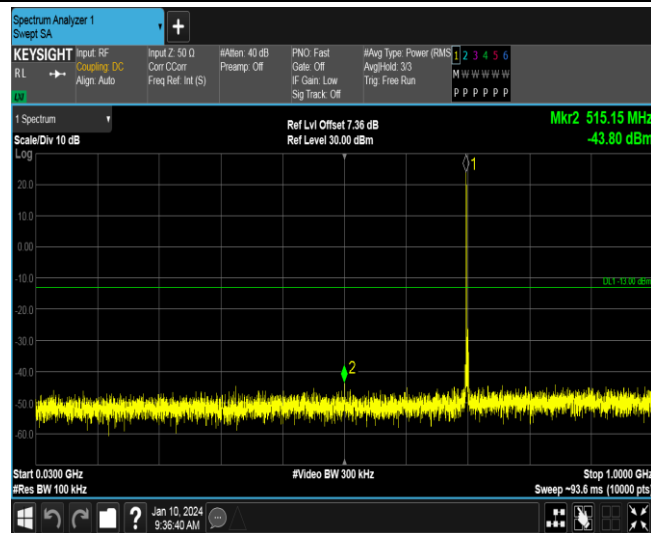 Spectrum Analyzer 1
Swept SA
+
KEYSIGHT
RL
Input: RF
Coupling: DC
Align: Auto
Input Z: 50 Ω
Corr CCorr
Freq Ref: Int (S)
#Atten: 40 dB
Preamp: Off
PNO: Fast
Gate: Off
IF Gain: Low
Sig Track: Off
#Avg Type: Power (RMS
Avg|Hold: 3/3
Trig: Free Run
1 2 3 4 5 6
M W W W W W
P P P P P P
1 Spectrum
Scale/Div 10 dB
Ref Lvl Offset 7.36 dB
Ref Level 30.00 dBm
Mkr2 515.15 MHz
-43.80 dBm
Log
1
20.0
10.0
0.00
-10.0
DL1 -13.00 dBm
-20.0
-30.0
-40.0
2
-50.0
-60.0
Start 0.0300 GHz
#Video BW 300 kHz
Stop 1.0000 GHz
#Res BW 100 kHz
Sweep ~93.6 ms (10000 pts)
?
Jan 10, 2024
9:36:40 AM